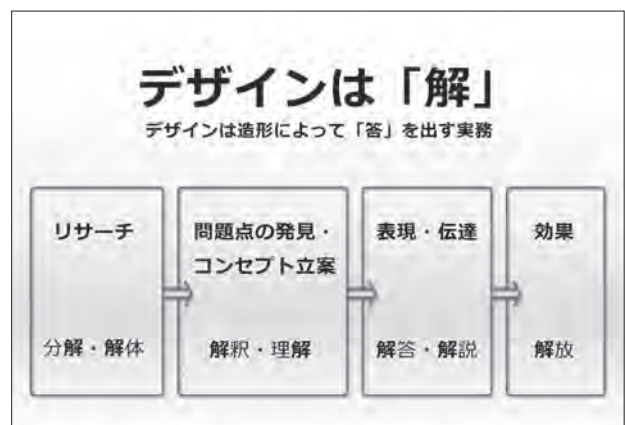 デザインは「解」
デザインは造形によって「答」を出す実務
リサーチ
分解・解体
問題点の発見・
コンセプト立案
解釈・理解
表現・伝達
解答・解説
効果
解放